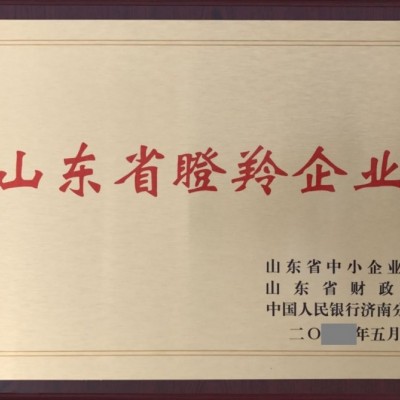 山东省瞪羚企业
山东省中小企业
山东省财政
中国人民银行济南分
二〇 年五月